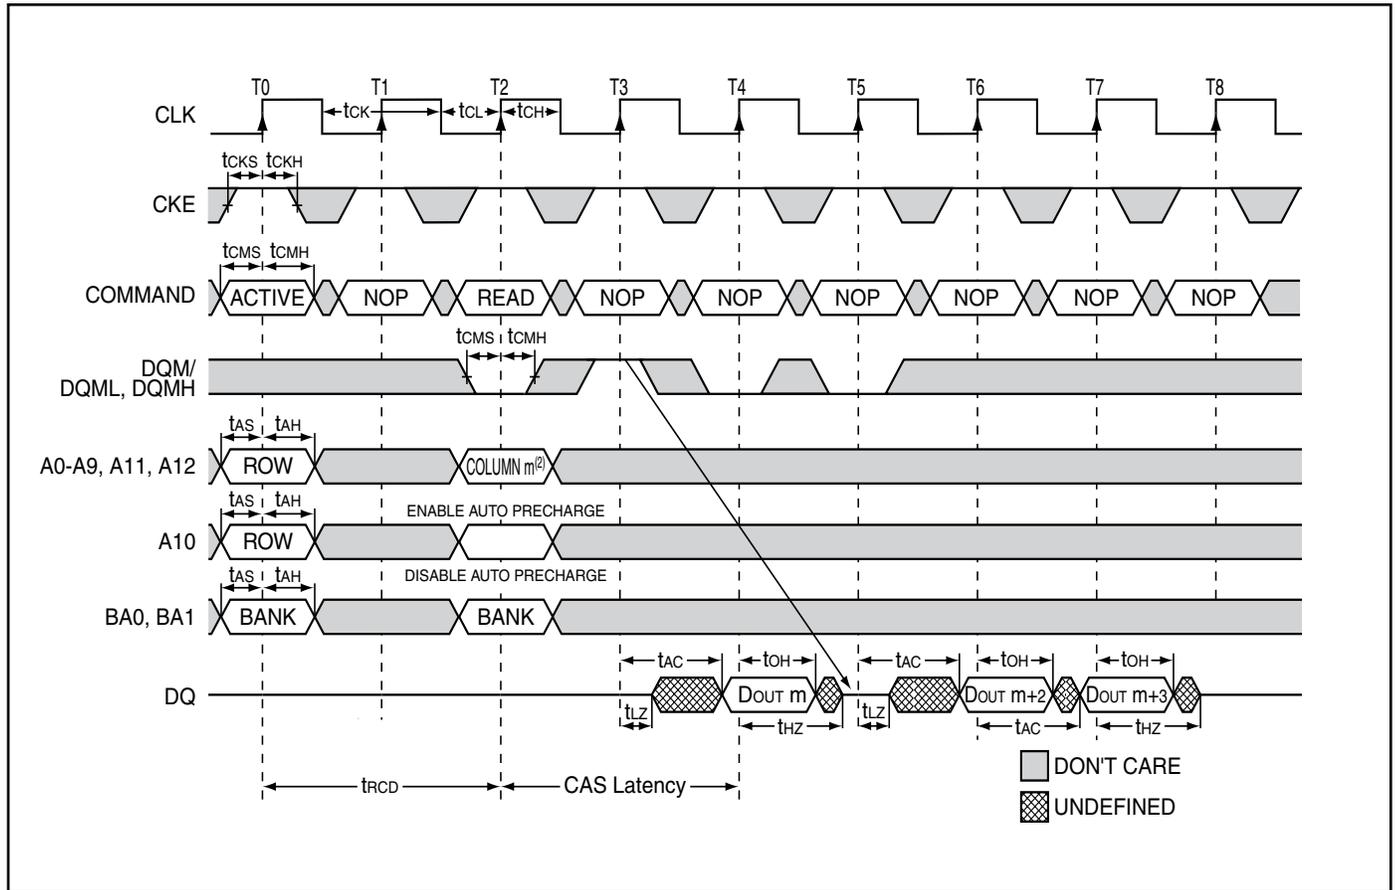 T0 T1 T2 T3 T4 T5 T6 T7 T8
CLK tCK tCL tCH
tCKS tCKH
CKE
tCMS tCMH
COMMAND ACTIVE NOP READ NOP NOP NOP NOP NOP NOP
tCMS tCMH
DQM/
DQML, DQMH
tAS tAH
A0-A9, A11, A12 ROW COLUMN m(2)
tAS tAH ENABLE AUTO PRECHARGE
A10 ROW
tAS tAH DISABLE AUTO PRECHARGE
BA0, BA1 BANK BANK
tAC tOH tAC tOH tOH
DQ DOUT m DOUT m+2 DOUT m+3
tLZ tHZ tLZ tAC tHZ
DON'T CARE
tRCD CAS Latency
UNDEFINED